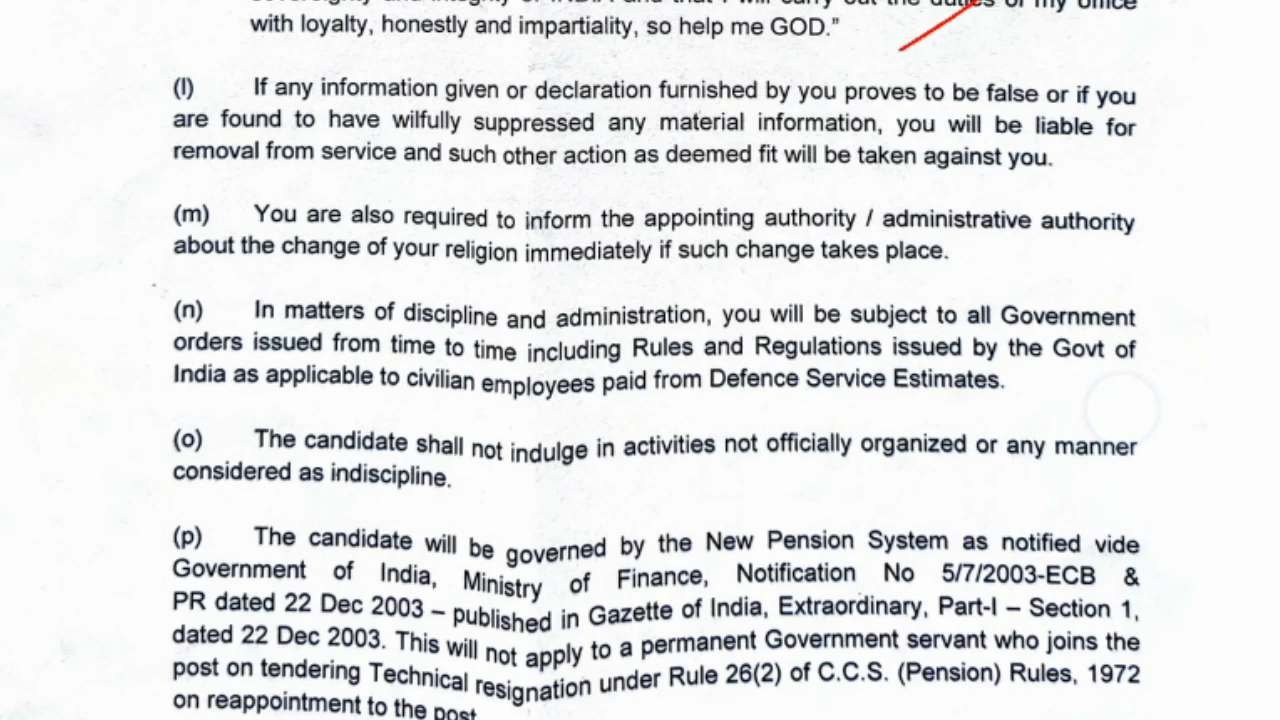 and that I will carry out the duties of my office
with loyalty, honestly and impartiality, so help me GOD."
(l) If any information given or declaration furnished by you proves to be false or if you
are found to have wilfully suppressed any material information, you will be liable for
removal from service and such other action as deemed fit will be taken against you.
(m) You are also required to inform the appointing authority / administrative authority
about the change of your religion immediately if such change takes place.
(n) In matters of discipline and administration, you will be subject to all Government
orders issued from time to time including Rules and Regulations issued by the Govt of
India as applicable to civilian employees paid from Defence Service Estimates.
(o) The candidate shall not indulge in activities not officially organized or any manner
considered as indiscipline.
(p) The candidate will be governed by the New Pension System as notified vide
Government of India, Ministry of Finance, Notification No 5/7/2003-ECB &
PR dated 22 Dec 2003 – published in Gazette of India, Extraordinary, Part-I – Section 1,
dated 22 Dec 2003. This will not apply to a permanent Government servant who joins the
post on tendering Technical resignation under Rule 26(2) of C.C.S. (Pension) Rules, 1972
on reappointment to the post.